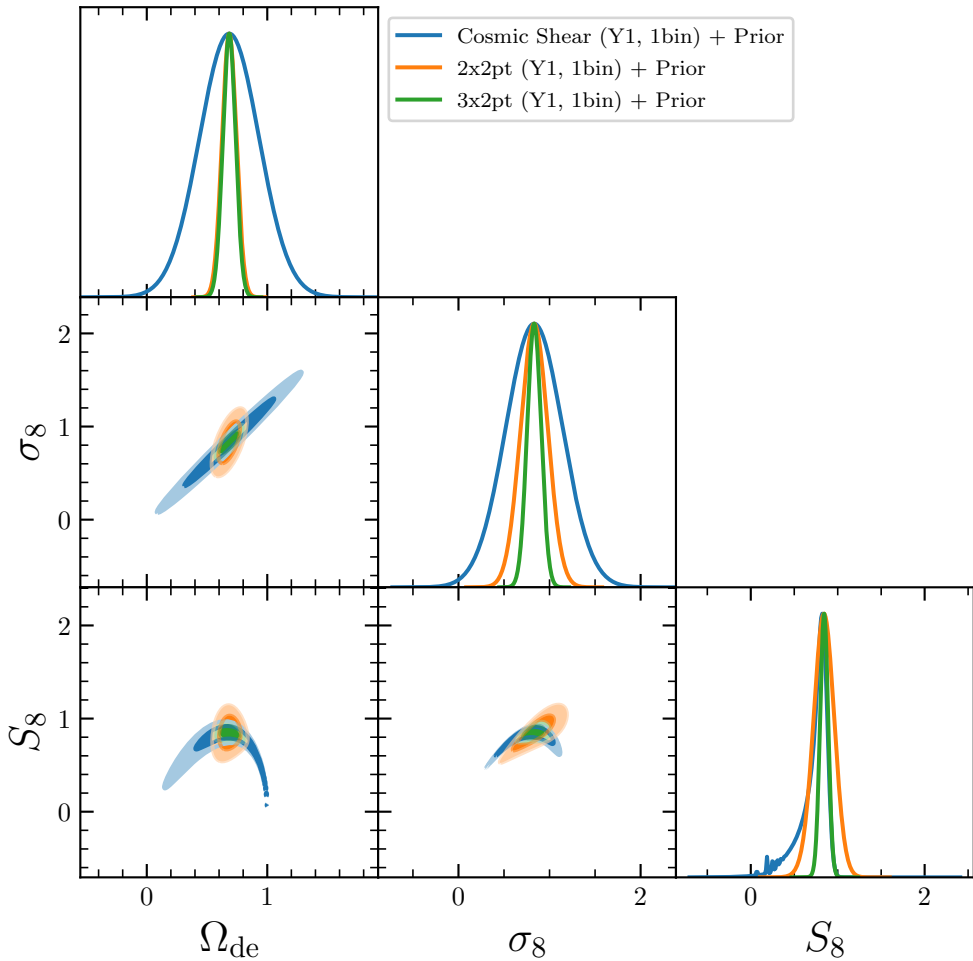 Cosmic Shear (Y1, 1bin) + Prior
2x2pt (Y1, 1bin) + Prior
3x2pt (Y1, 1bin) + Prior
2
1
0
σ₈
2
1
0
S₈
0 1
0 2
0 2
Ω_de
σ₈
S₈